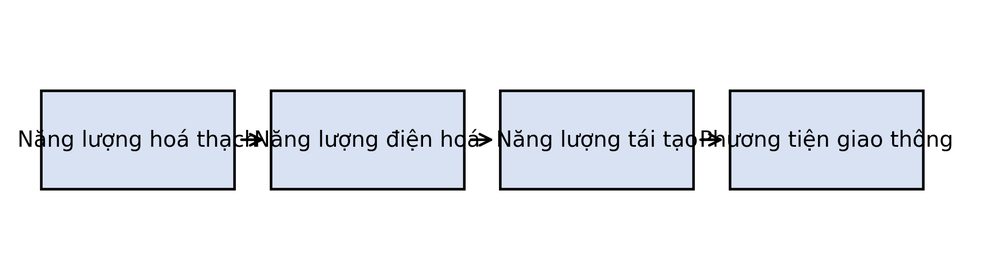 Năng lượng hoá thạch
Năng lượng điện hoá
Năng lượng tái tạo
Phương tiện giao thông